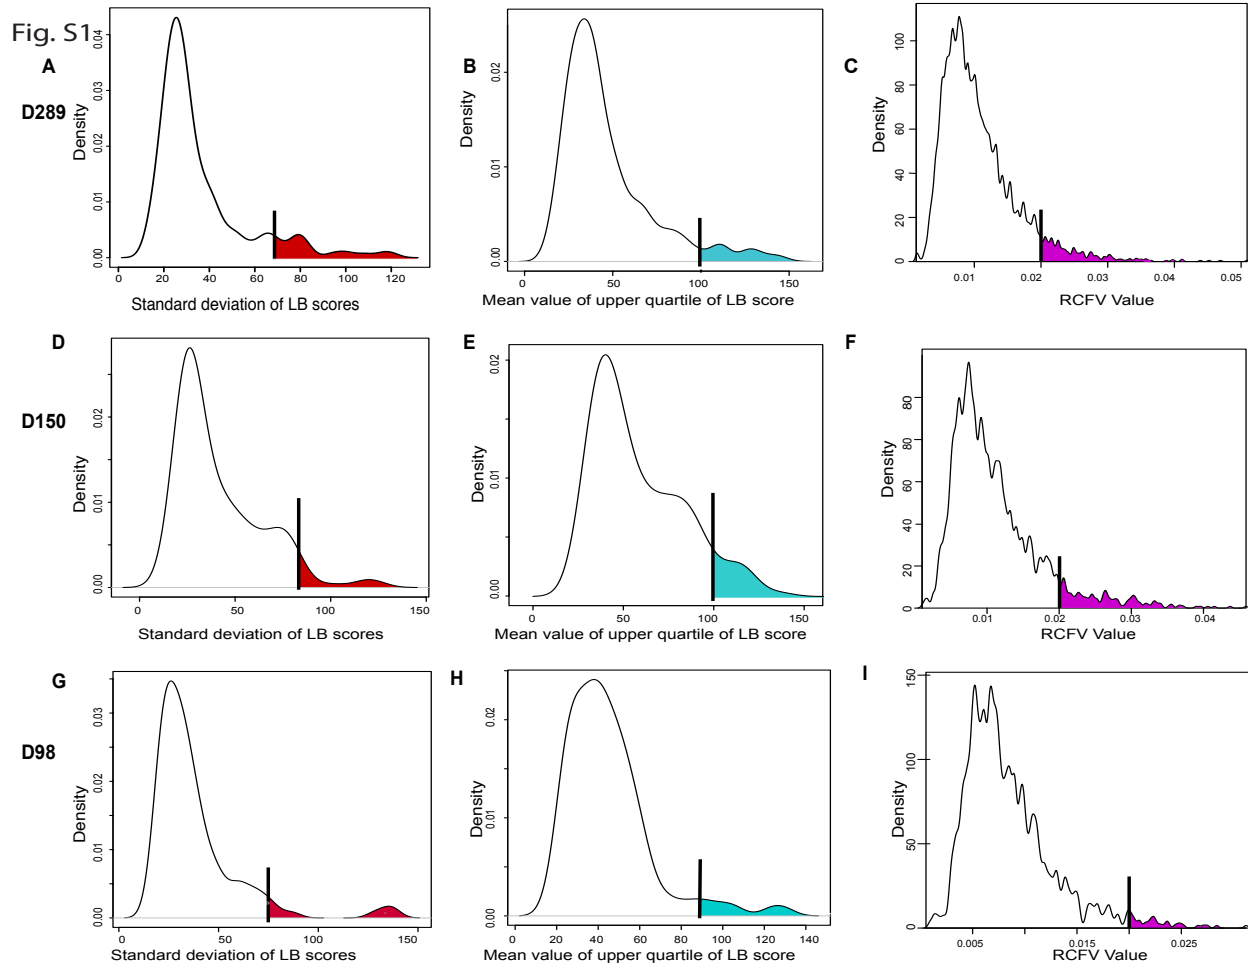 Fig. S1
A
D289
Density
0.00 0.01 0.02 0.03 0.04
0 20 40 60 80 100 120
Standard deviation of LB scores
B
Density
0.00 0.01 0.02
0 50 100 150
Mean value of upper quartile of LB score
C
Density
0 20 40 60 80 100
0.01 0.02 0.03 0.04 0.05
RCFV Value
D
D150
Density
0.00 0.01 0.02
0 50 100 150
Standard deviation of LB scores
E
Density
0.00 0.01 0.02
0 50 100 150
Mean value of upper quartile of LB score
F
Density
0 20 40 60 80
0.01 0.02 0.03 0.04
RCFV Value
G
D98
Density
0.00 0.01 0.02 0.03
0 50 100 150
Standard deviation of LB scores
H
Density
0.00 0.01 0.02
0 20 40 60 80 100 120 140
Mean value of upper quartile of LB score
I
Density
0 50 100 150
0.005 0.015 0.025
RCFV Value